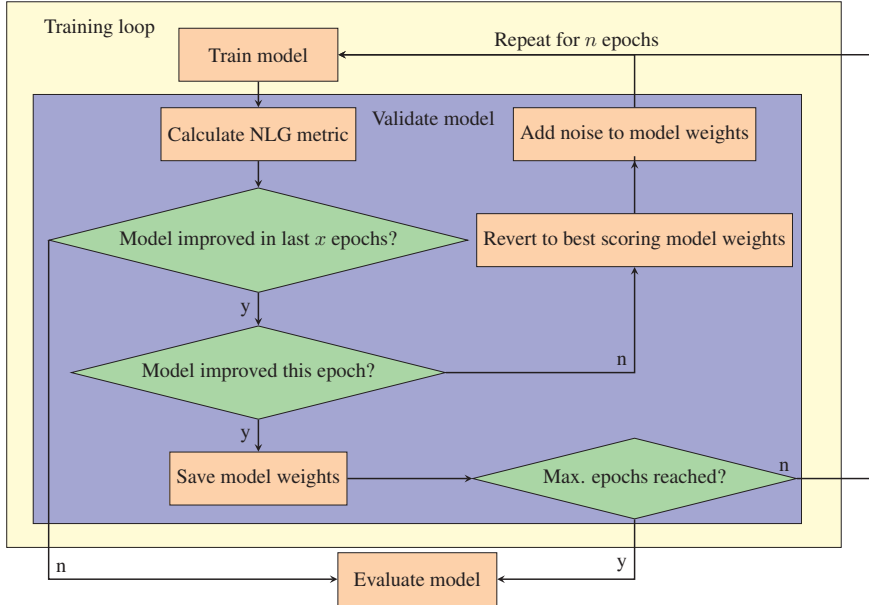 Training loop
Repeat for n epochs
Train model
Validate model
Calculate NLG metric
Add noise to model weights
Model improved in last x epochs?
Revert to best scoring model weights
y
Model improved this epoch?
n
y
Save model weights
Max. epochs reached?
n
n
y
Evaluate model